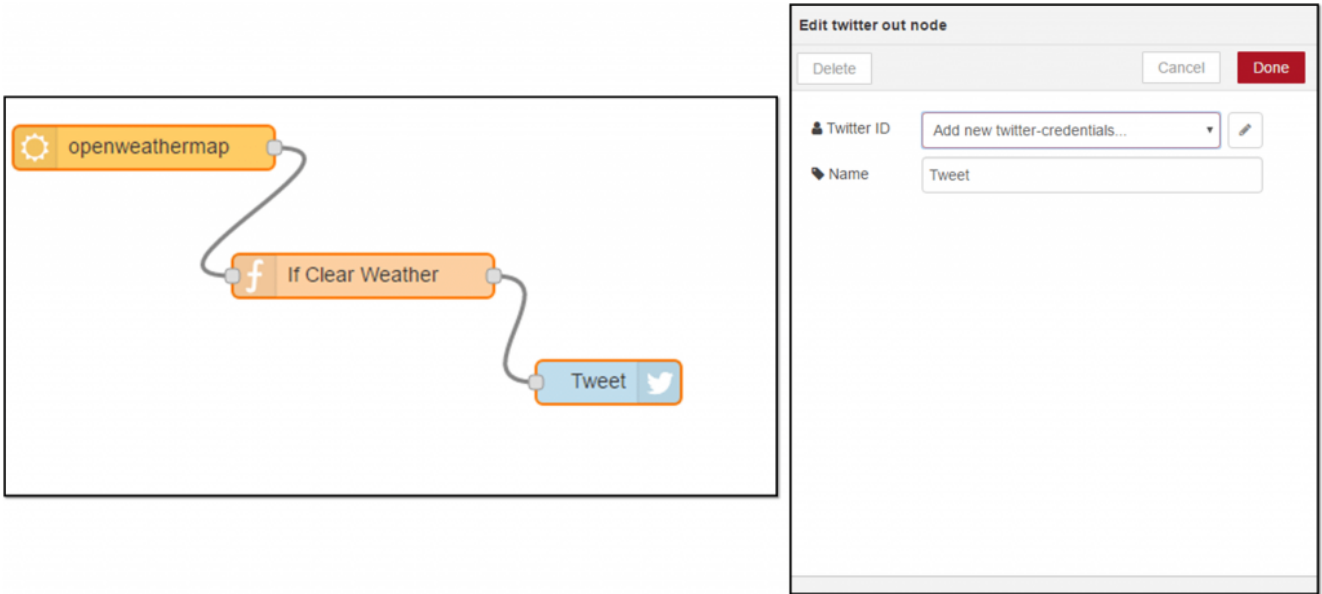 openweathermap
If Clear Weather
Tweet
Edit twitter out node
Delete
Cancel
Done
Twitter ID
Add new twitter-credentials...
Name
Tweet